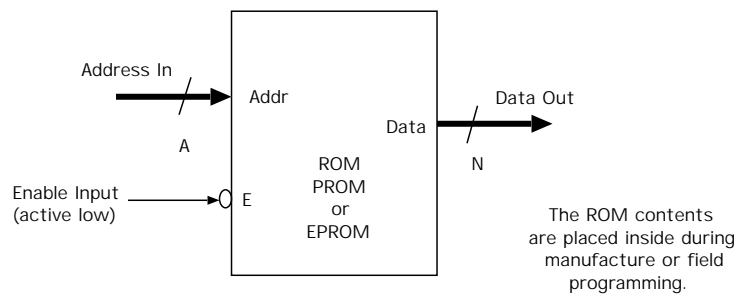 Address In
Addr
A
Data
Data Out
N
ROM
PROM
or
EPROM
Enable Input
(active low)
E
The ROM contents
are placed inside during
manufacture or field
programming.